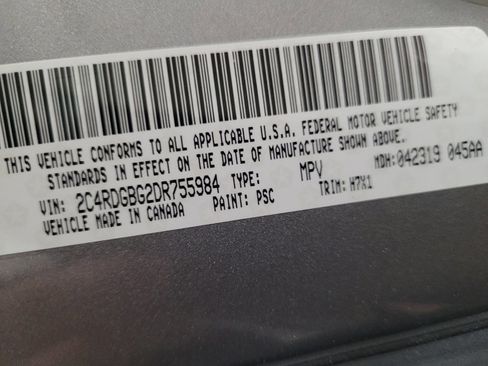 THIS VEHICLE CONFORMS TO ALL APPLICABLE U.S.A. FEDERAL MOTOR VEHICLE SAFETY
STANDARDS IN EFFECT ON THE DATE OF MANUFACTURE SHOWN ABOVE.
MDH: 042319 045AA
VIN: 2C4RDGBG2DR755984 TYPE: MPV
VEHICLE MADE IN CANADA PAINT: PSC TRIM: H7X1